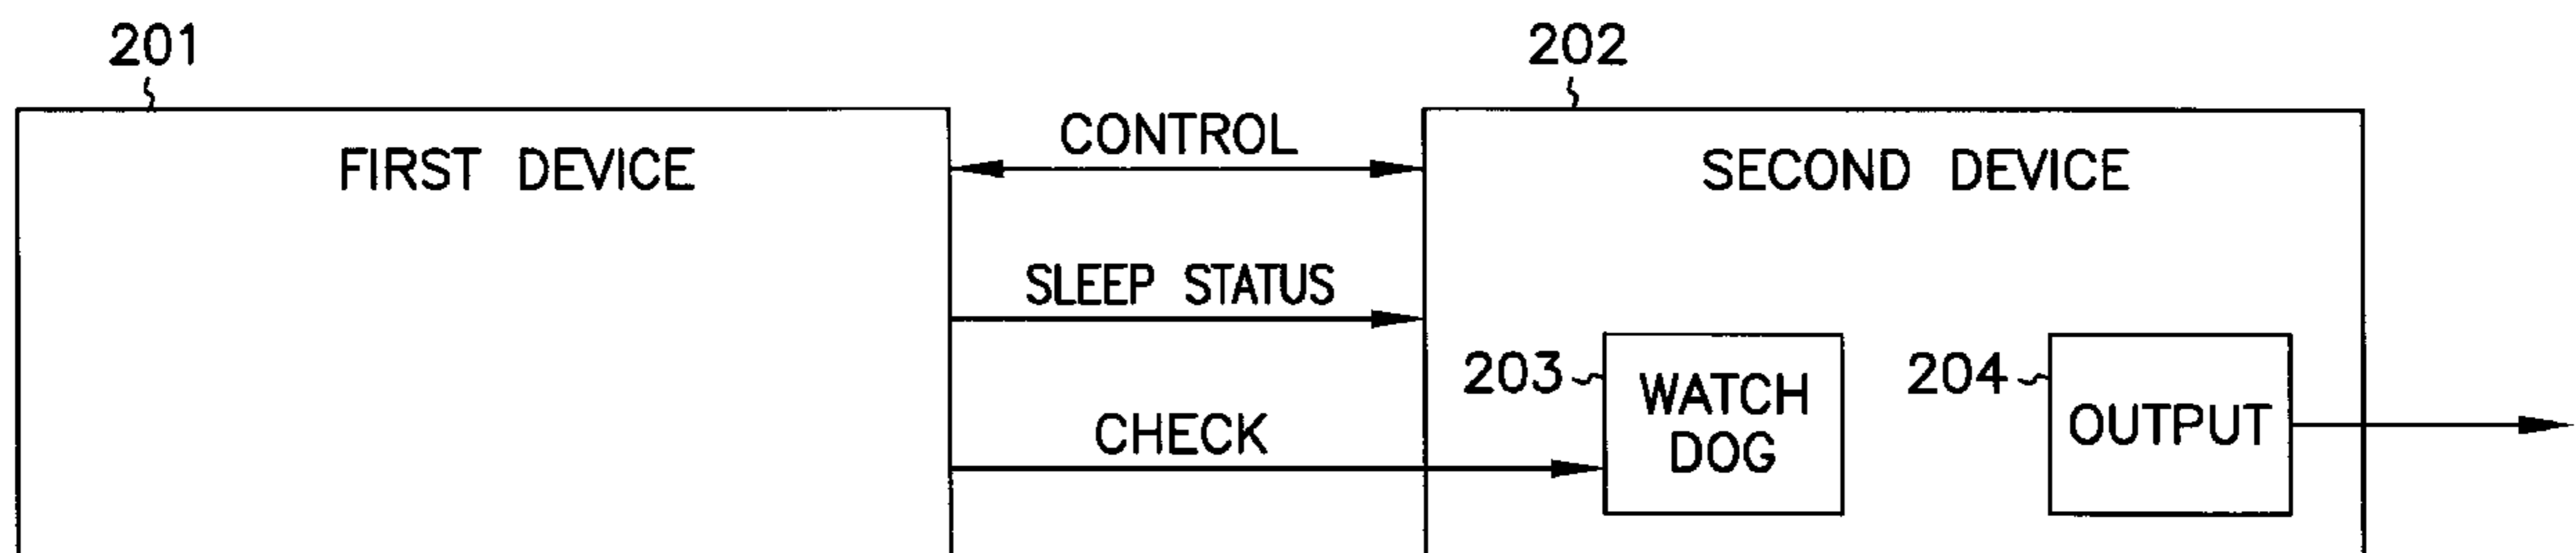 201
202
FIRST DEVICE
CONTROL
SECOND DEVICE
SLEEP STATUS
203
WATCH
DOG
204
OUTPUT
CHECK